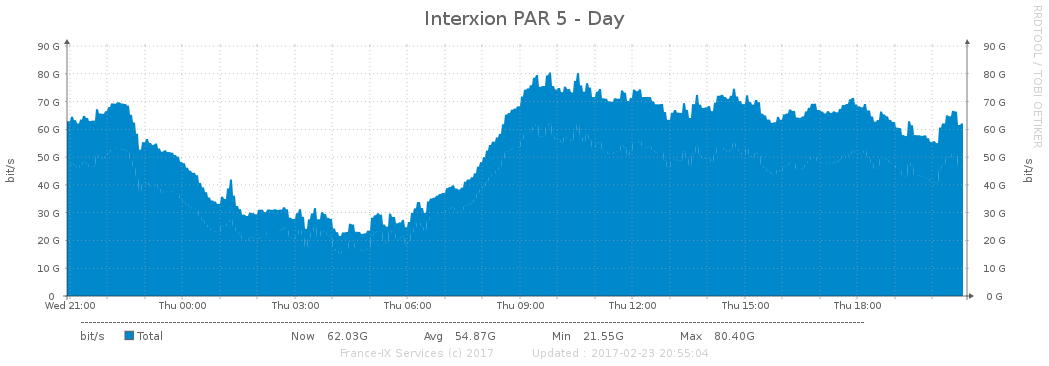 Interxion PAR 5 - Day
RRDTOOL / TOBI OETIKER
bit/s
90 G 90 G
80 G 80 G
70 G 70 G
60 G 60 G
50 G 50 G
40 G 40 G
30 G 30 G
20 G 20 G
10 G 10 G
0 0 G
bit/s
Wed 21:00 Thu 00:00 Thu 03:00 Thu 06:00 Thu 09:00 Thu 12:00 Thu 15:00 Thu 18:00
bit/s Total Now 62.03G Avg 54.87G Min 21.55G Max 80.40G
France-IX Services (c) 2017 Updated : 2017-02-23 20:55:04